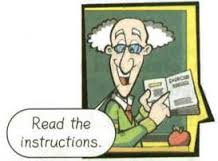 Read the
instructions.